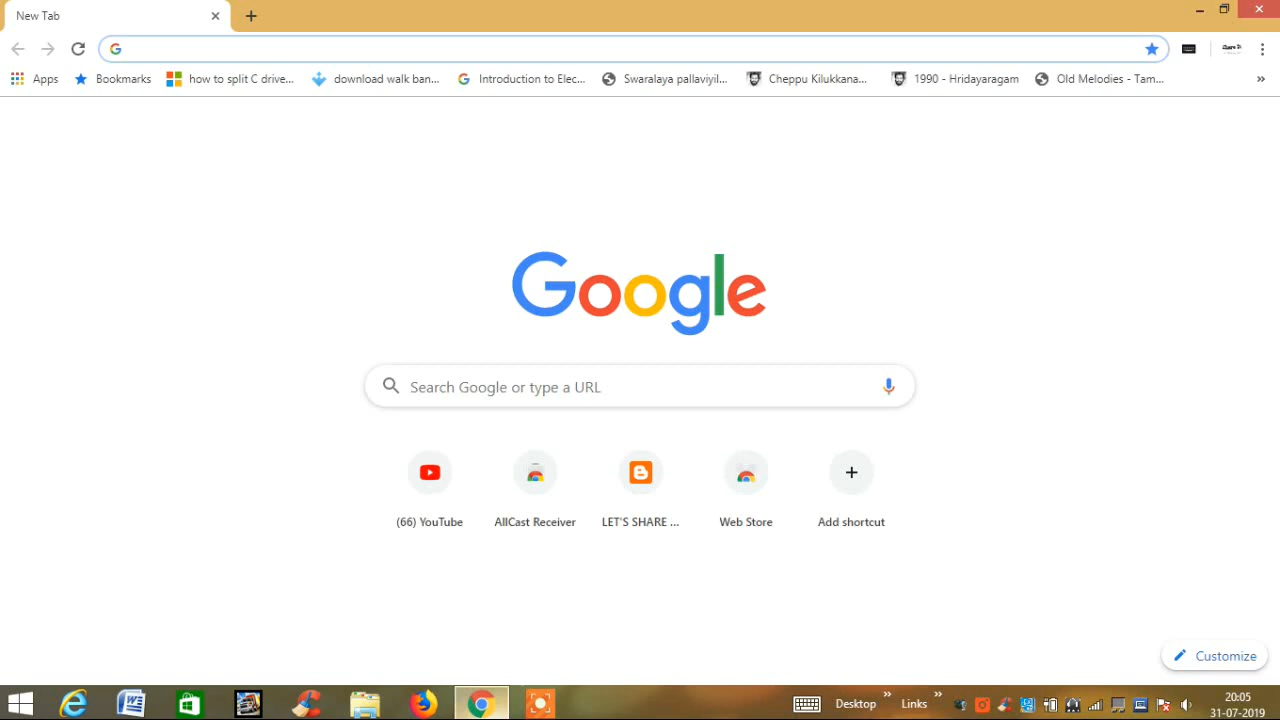 New Tab
Apps Bookmarks how to split C drive... download walk ban... Introduction to Elec... Swaralaya pallaviyil... Cheppu Kilukkana... 1990 - Hridayaragam Old Melodies - Tam... »
Google
Search Google or type a URL
(66) YouTube AllCast Receiver LET'S SHARE ... Web Store Add shortcut
Customize
Desktop » Links » 20:05
31-07-2019